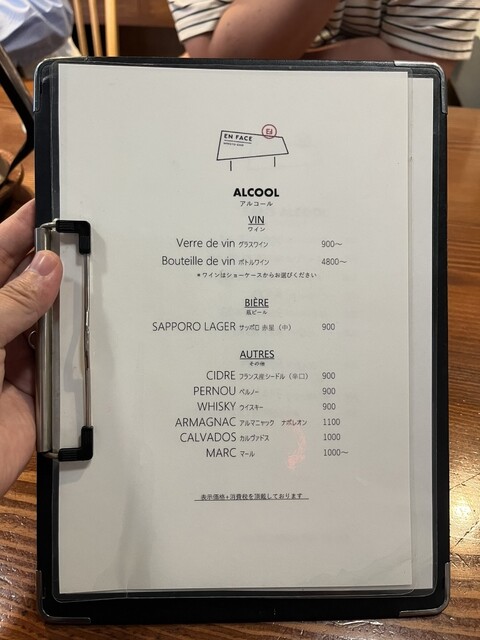 EN FACE
ALCOOL
アルコール
VIN
ワイン
Verre de vin グラスワイン 900～
Bouteille de vin ボトルワイン 4800～
*ワインはショーケースからお選びください
BIÈRE
瓶ビール
SAPPORO LAGER サッポロ 赤星（中） 900
AUTRES
その他
CIDRE フランス産シードル（辛口） 900
PERNOU ペルノー 900
WHISKY ウイスキー 900
ARMAGNAC アルマニャック ナポレオン 1100
CALVADOS カルヴァドス 1000
MARC マール 1000～
表示価格+消費税を頂戴しております